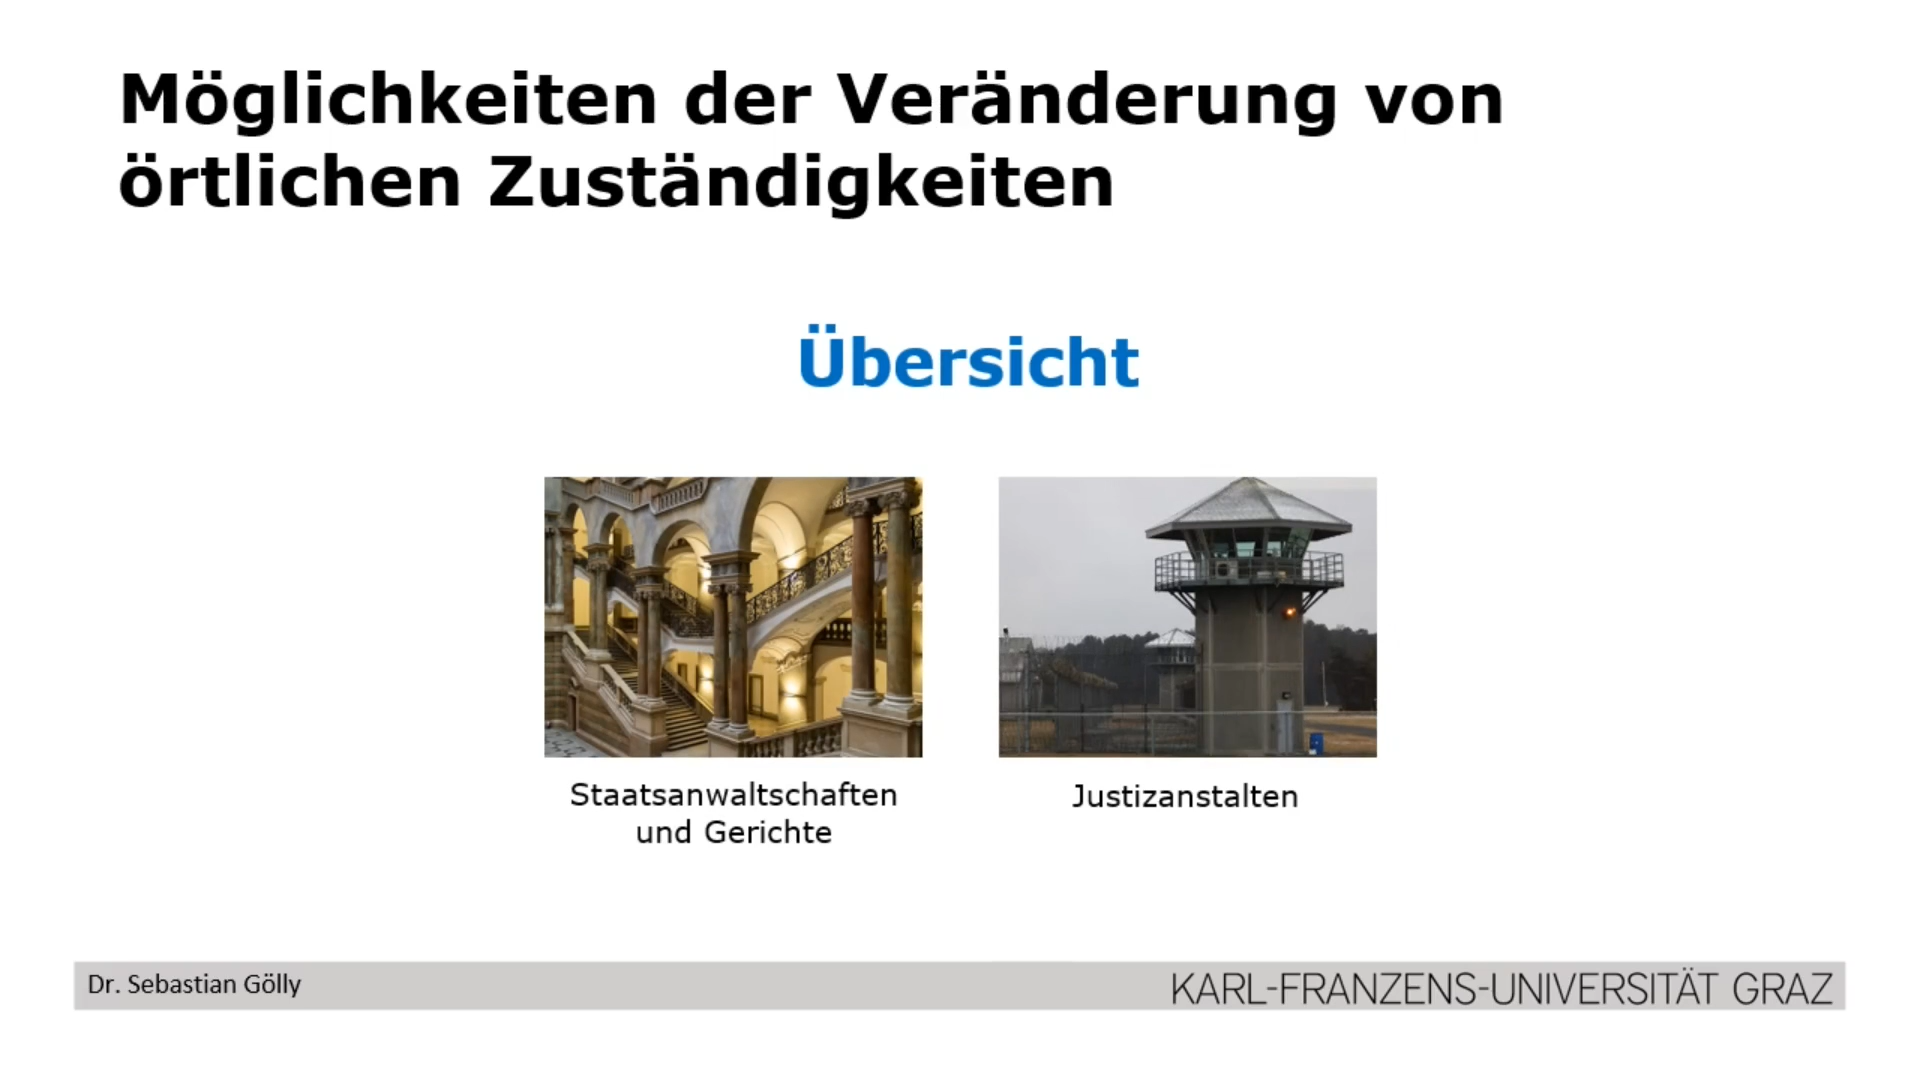 Möglichkeiten der Veränderung von
örtlichen Zuständigkeiten
Übersicht
Staatsanwaltschaften
und Gerichte
Justizanstalten
Dr. Sebastian Gölly
KARL-FRANZENS-UNIVERSITÄT GRAZ